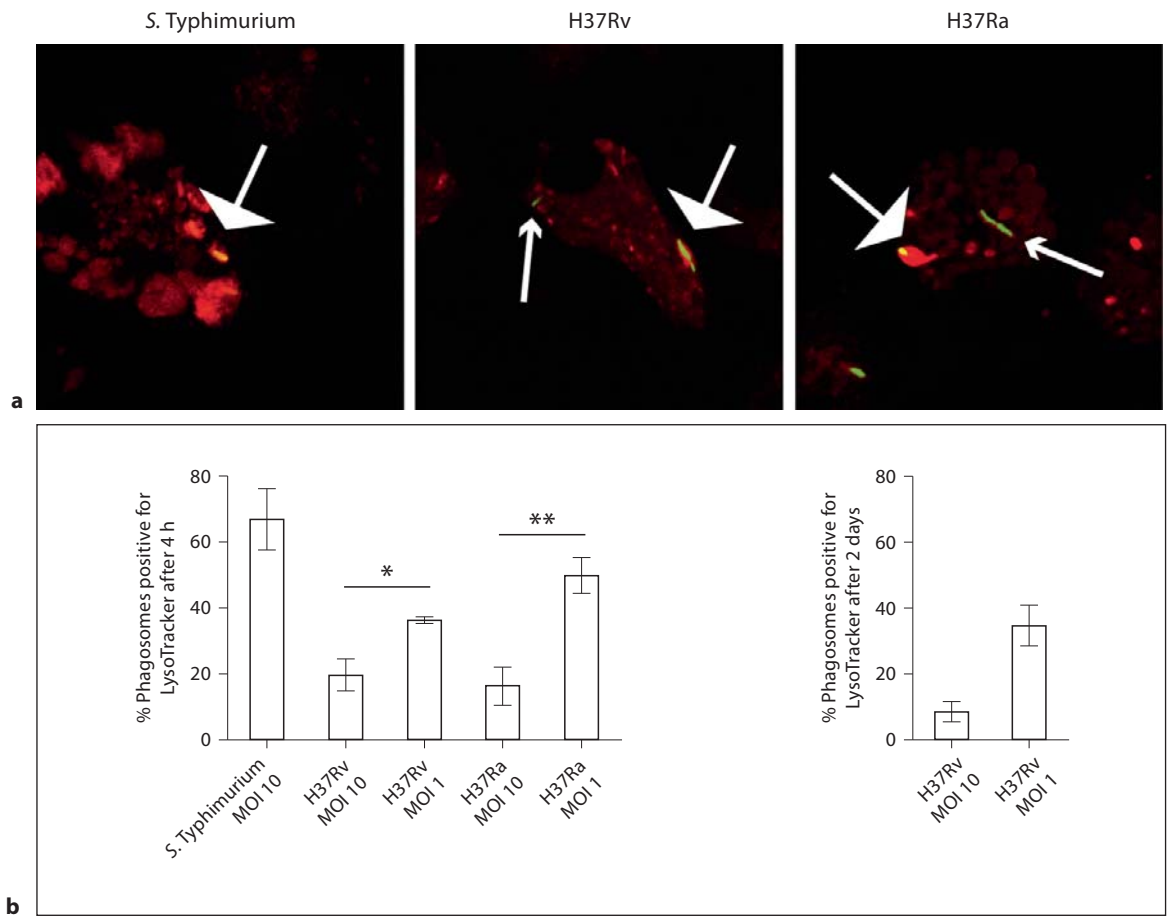 S. Typhimurium
H37Rv
H37Ra
a
% Phagosomes positive for
LysoTracker after 4 h
80
60
40
20
0
*
**
S. Typhimurium
MOI 10
H37Rv
MOI 10
H37Rv
MOI 1
H37Ra
MOI 10
H37Ra
MOI 1
% Phagosomes positive for
LysoTracker after 2 days
80
60
40
20
0
H37Rv
MOI 10
H37Rv
MOI 1
b